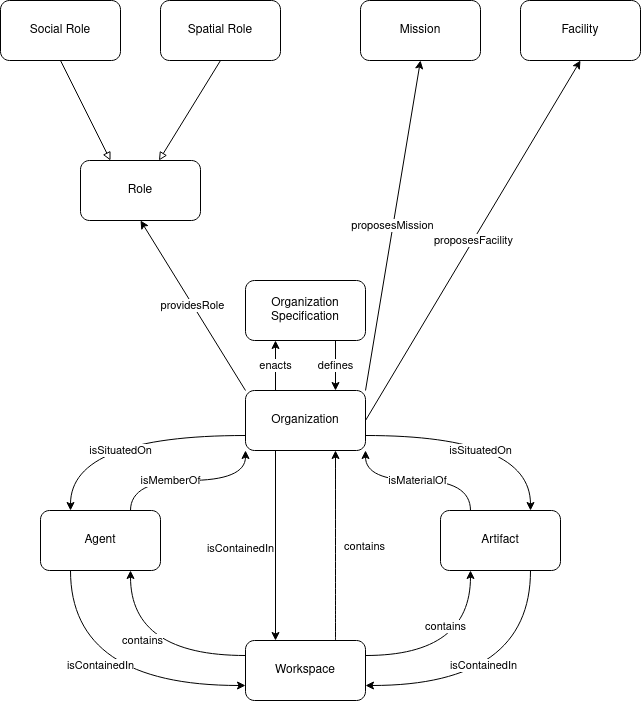 Social Role
Spatial Role
Mission
Facility
Role
proposesMission
proposesFacility
providesRole
Organization
Specification
enacts
defines
Organization
isSituatedOn
isSituatedOn
isMemberOf
isMaterialOf
Agent
Artifact
isContainedIn
contains
contains
contains
isContainedIn
isContainedIn
Workspace